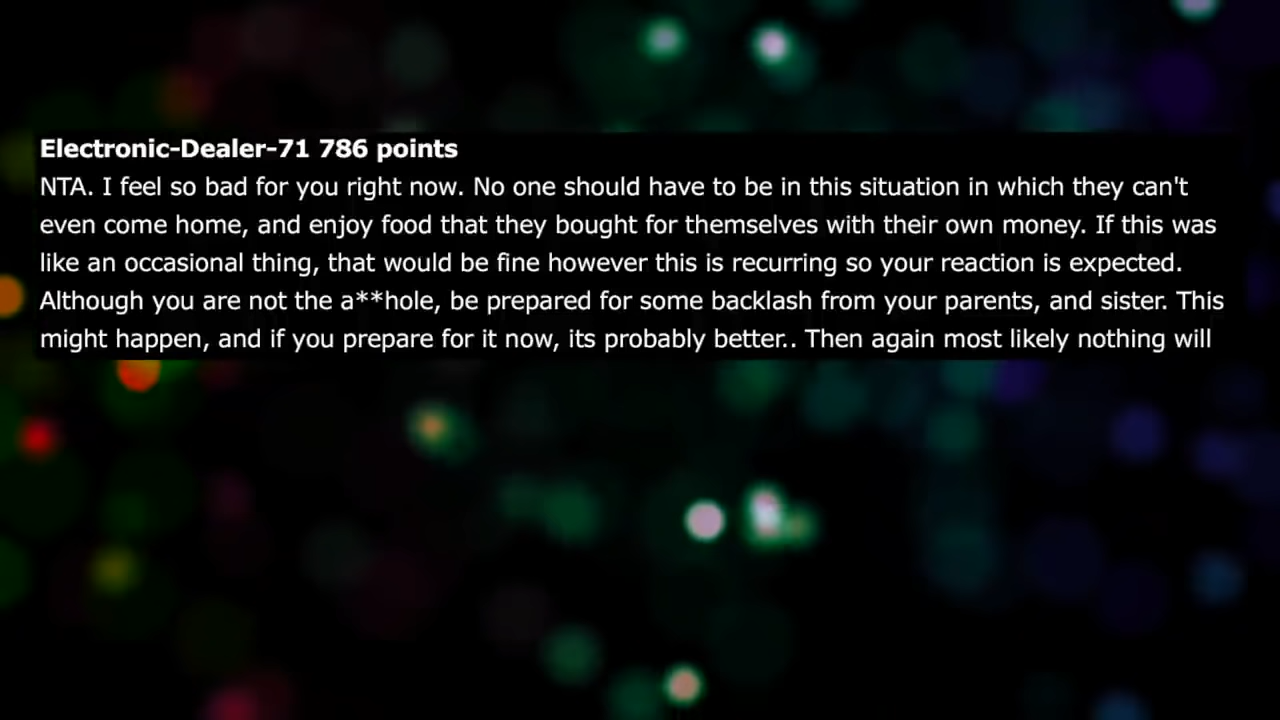 Electronic-Dealer-71 786 points
NTA. I feel so bad for you right now. No one should have to be in this situation in which they can't
even come home, and enjoy food that they bought for themselves with their own money. If this was
like an occasional thing, that would be fine however this is recurring so your reaction is expected.
Although you are not the a**hole, be prepared for some backlash from your parents, and sister. This
might happen, and if you prepare for it now, its probably better.. Then again most likely nothing will